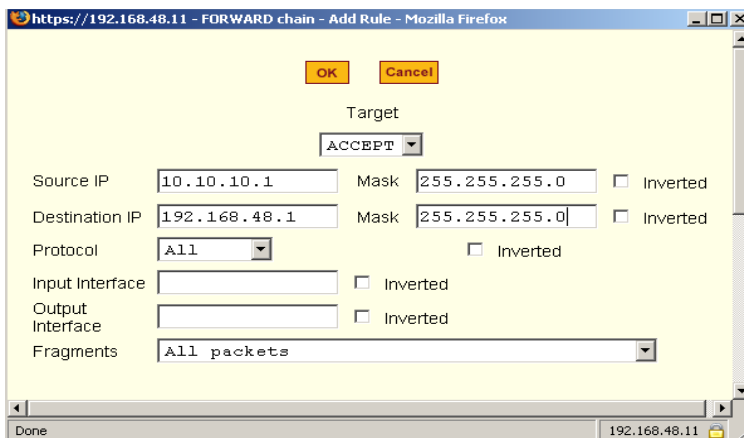 https://192.168.48.11 - FORWARD chain - Add Rule - Mozilla Firefox
OK Cancel
Target
ACCEPT
Source IP 10.10.10.1 Mask 255.255.255.0 Inverted
Destination IP 192.168.48.1 Mask 255.255.255.0 Inverted
Protocol All Inverted
Input Interface Inverted
Output
Interface Inverted
Fragments All packets
Done 192.168.48.11